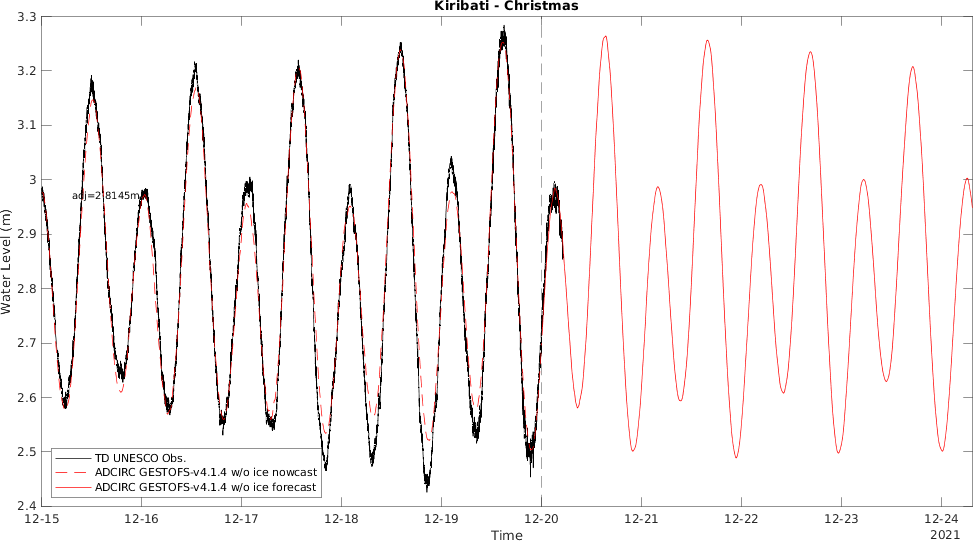 Kiribati - Christmas
3.3
3.2
3.1
3
2.9
2.8
2.7
2.6
2.5
2.4
Water Level (m)
adj=2.8145m
TD UNESCO Obs.
ADCIRC GESTOFS-v4.1.4 w/o ice nowcast
ADCIRC GESTOFS-v4.1.4 w/o ice forecast
12-15 12-16 12-17 12-18 12-19 12-20 12-21 12-22 12-23 12-24
2021
Time